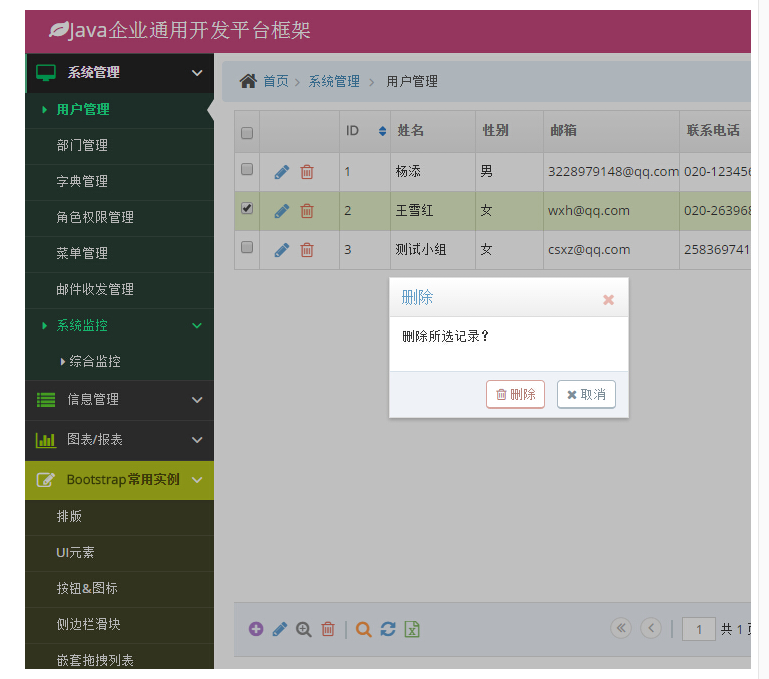 Java企业通用开发平台框架
系统管理
用户管理
部门管理
字典管理
角色权限管理
菜单管理
邮件收发管理
系统监控
综合监控
信息管理
图表/报表
Bootstrap常用实例
排版
UI元素
按钮&图标
侧边栏滑块
嵌套拖拽列表
首页 > 系统管理 > 用户管理
ID 姓名 性别 邮箱 联系电话
1 杨添 男 3228979148@qq.com 020-123456
2 王雪红 女 wxh@qq.com 020-263968
3 测试小组 女 csxz@qq.com 258369741
删除
删除所选记录？
删除 取消
1 共 1 页